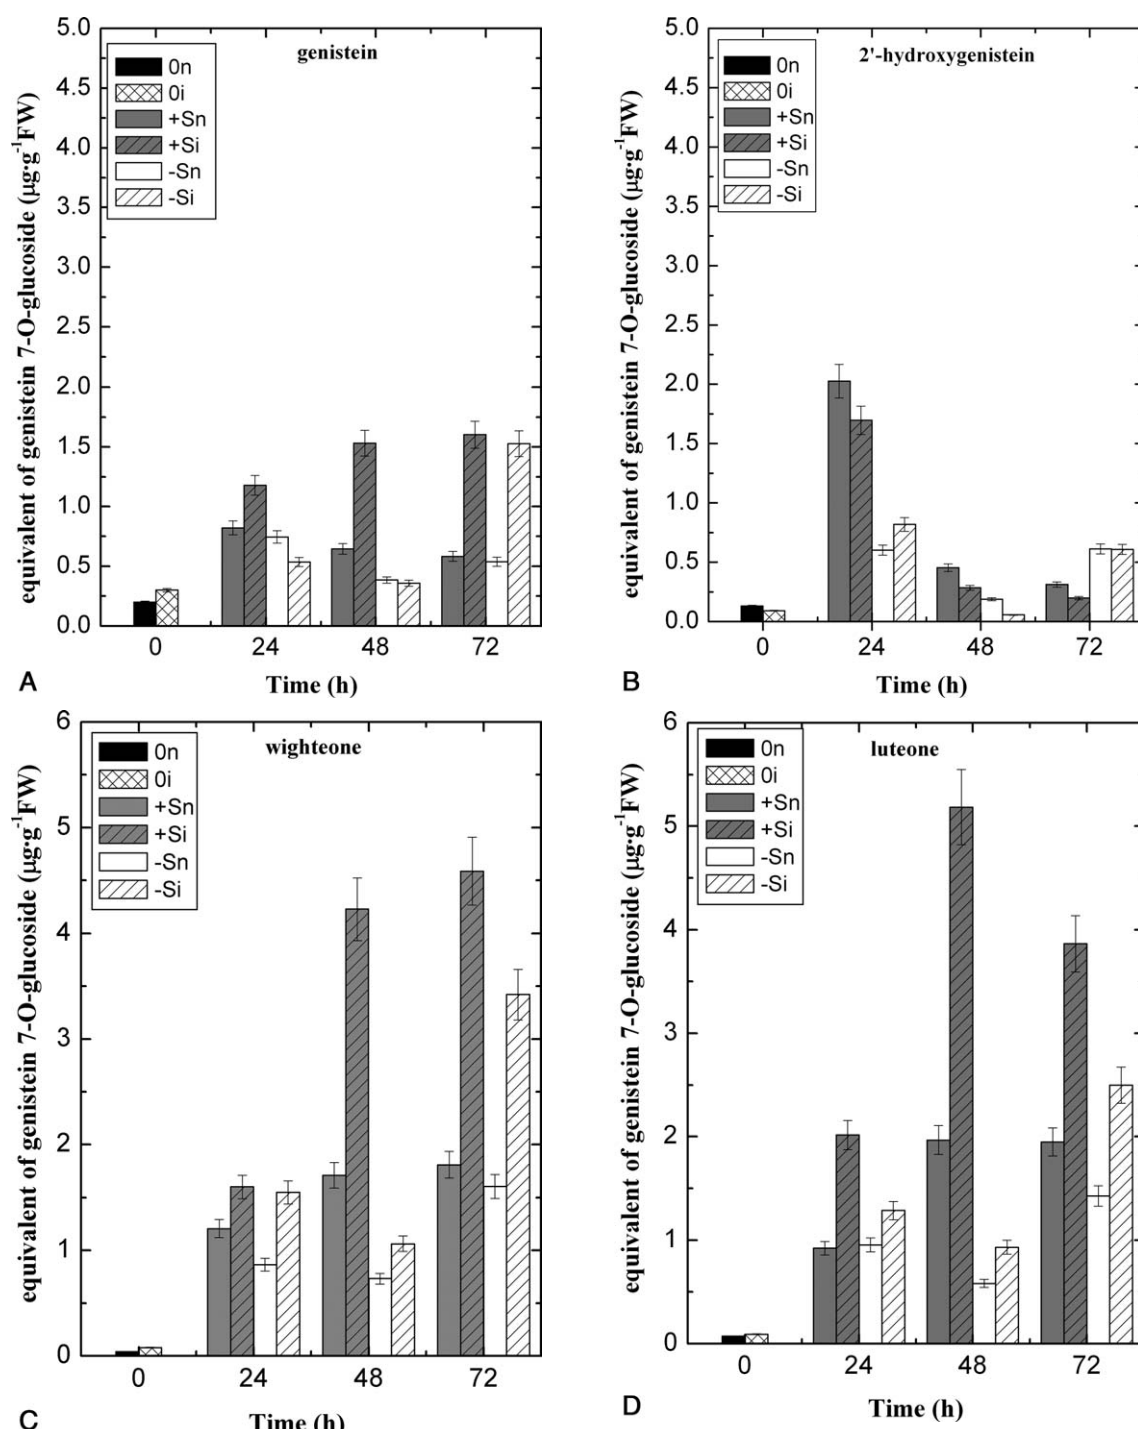 genistein
0n
0i
+Sn
+Si
-Sn
-Si
equivalent of genistein 7-O-glucoside (µg·g⁻¹FW)
5.0
4.5
4.0
3.5
3.0
2.5
2.0
1.5
1.0
0.5
0.0
0 24 48 72
A
Time (h)
2'-hydroxygenistein
0n
0i
+Sn
+Si
-Sn
-Si
equivalent of genistein 7-O-glucoside (µg·g⁻¹FW)
5.0
4.5
4.0
3.5
3.0
2.5
2.0
1.5
1.0
0.5
0.0
0 24 48 72
B
Time (h)
wighteone
0n
0i
+Sn
+Si
-Sn
-Si
equivalent of genistein 7-O-glucoside (µg·g⁻¹FW)
6
5
4
3
2
1
0
0 24 48 72
C
Time (h)
luteone
0n
0i
+Sn
+Si
-Sn
-Si
equivalent of genistein 7-O-glucoside (µg·g⁻¹FW)
6
5
4
3
2
1
0
0 24 48 72
D
Time (h)